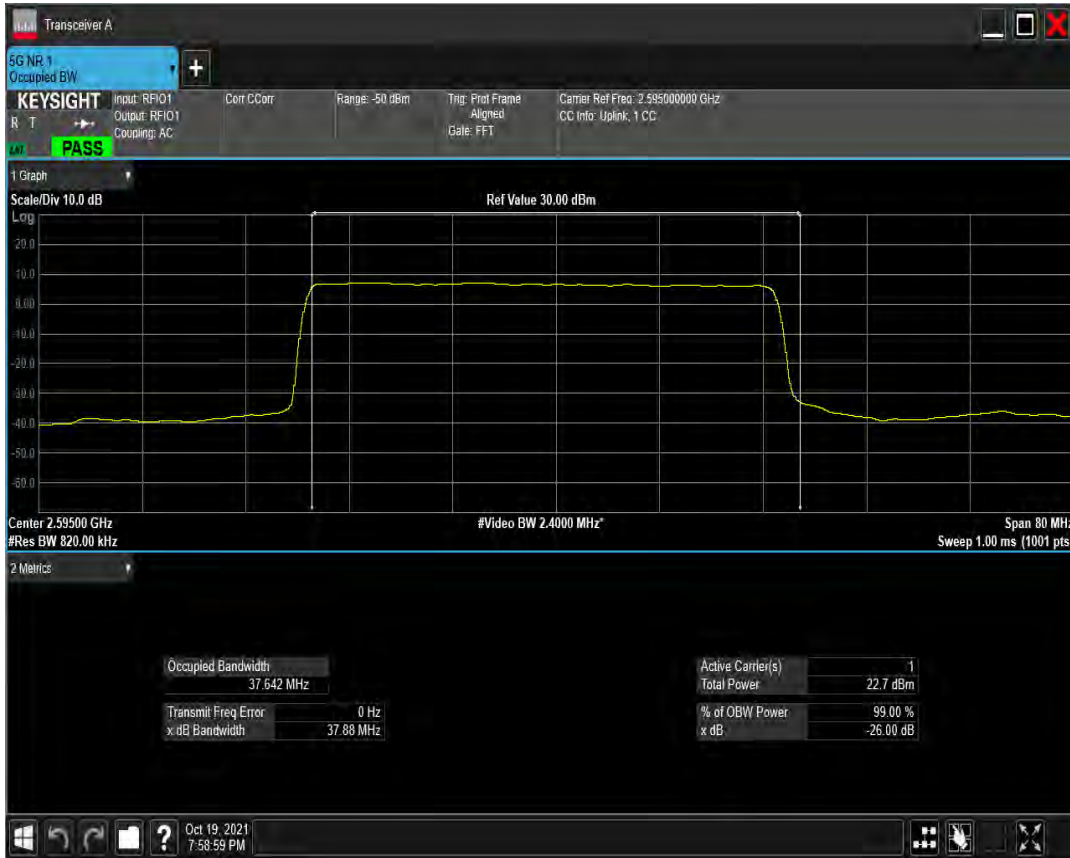 Transceiver A
5G NR 1
Occupied BW
+
KEYSIGHT
R T
PASS
Input: RFIO1
Output: RFIO1
Coupling: AC
Corr CCorr
Range: -50 dBm
Trig: Prot Frame
Aligned
Gate: FFT
Carrier Ref Freq: 2.595000000 GHz
CC Info: Uplink, 1 CC
1 Graph
Scale/Div 10.0 dB
Ref Value 30.00 dBm
Log
20.0
10.0
0.00
-10.0
-20.0
-30.0
-40.0
-50.0
-60.0
Center 2.59500 GHz
#Video BW 2.4000 MHz*
Span 80 MHz
#Res BW 820.00 kHz
Sweep 1.00 ms (1001 pts
2 Metrics
Occupied Bandwidth
37.642 MHz
Transmit Freq Error 0 Hz
x dB Bandwidth 37.88 MHz
Active Carrier(s) 1
Total Power 22.7 dBm
% of OBW Power 99.00 %
x dB -26.00 dB
?
Oct 19, 2021
7:58:59 PM